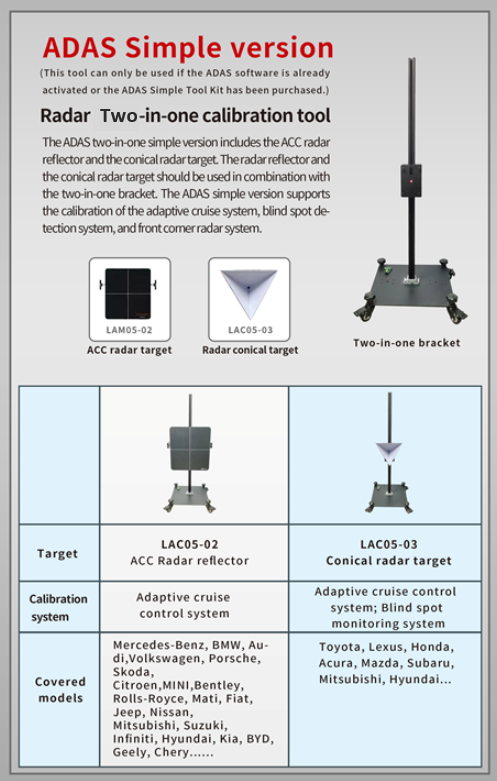 ADAS Simple version
(This tool can only be used if the ADAS software is already
activated or the ADAS Simple Tool Kit has been purchased.)
Radar Two-in-one calibration tool
The ADAS two-in-one simple version includes the ACC radar
reflector and the conical radar target. The radar reflector and
the conical radar target should be used in combination with
the two-in-one bracket. The ADAS simple version supports
the calibration of the adaptive cruise system, blind spot de-
tection system, and front corner radar system.
LAM05-02
LAC05-03
ACC radar target
Radar conical target
Two-in-one bracket
Target
LAC05-02
ACC Radar reflector
LAC05-03
Conical radar target
Calibration
system
Adaptive cruise
control system
Adaptive cruise control
system; Blind spot
monitoring system
Covered
models
Mercedes-Benz, BMW, Au-
di,Volkswagen, Porsche,
Skoda,
Citroen,MINI,Bentley,
Rolls-Royce, Mati, Fiat,
Jeep, Nissan,
Mitsubishi, Suzuki,
Infiniti, Hyundai, Kia, BYD,
Geely, Chery......
Toyota, Lexus, Honda,
Acura, Mazda, Subaru,
Mitsubishi, Hyundai...